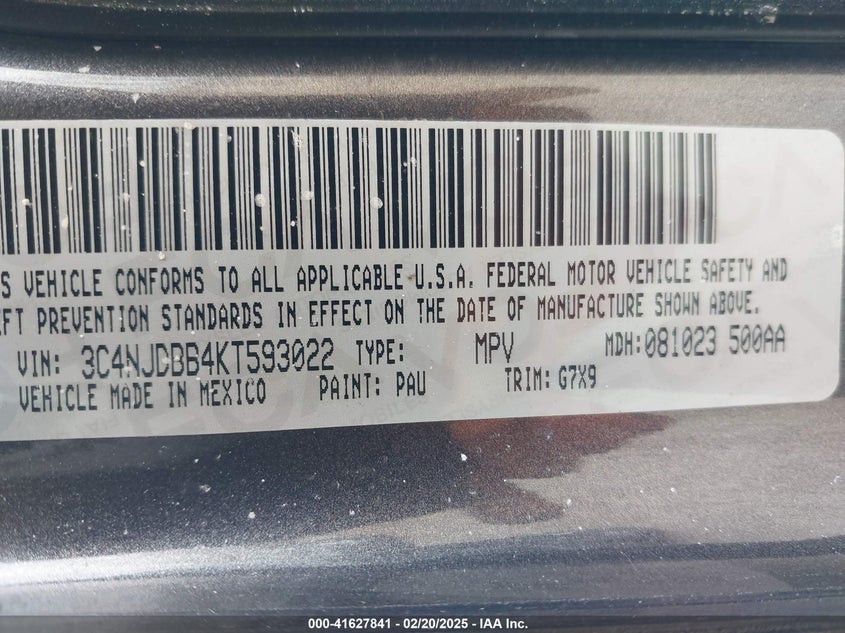 S VEHICLE CONFORMS TO ALL APPLICABLE U.S.A. FEDERAL MOTOR VEHICLE SAFETY AND
EFT PREVENTION STANDARDS IN EFFECT ON THE DATE OF MANUFACTURE SHOWN ABOVE.
VIN: 3C4NJDBB4KT593022 TYPE: MPV MDH:081023 500AA
VEHICLE MADE IN MEXICO PAINT: PAU TRIM: G7X9
000-41627841 - 02/20/2025 - IAA Inc.